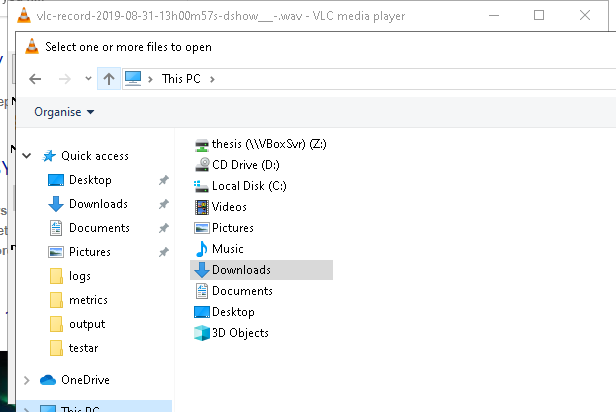 vlc-record-2019-08-31-13h00m57s-dshow___-.wav - VLC media player
Select one or more files to open
This PC
Organise
Quick access
Desktop
Downloads
Documents
Pictures
logs
metrics
output
testar
OneDrive
This PC
thesis (\\VBoxSvr) (Z:)
CD Drive (D:)
Local Disk (C:)
Videos
Pictures
Music
Downloads
Documents
Desktop
3D Objects